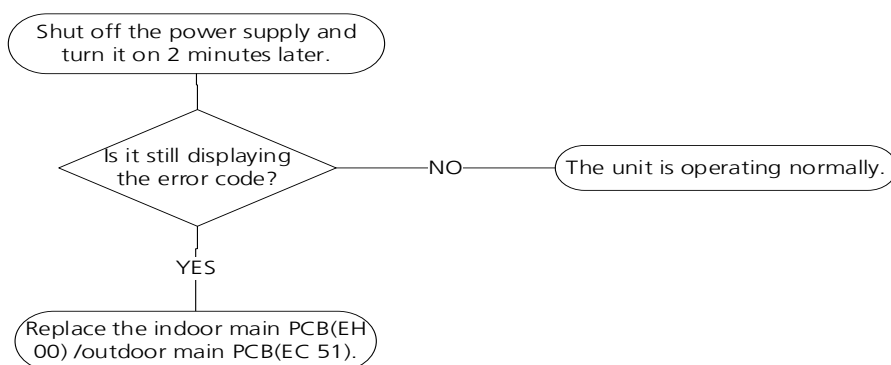 Shut off the power supply and
turn it on 2 minutes later.
Is it still displaying
the error code?
NO
The unit is operating normally.
YES
Replace the indoor main PCB(EH
00) /outdoor main PCB(EC 51).